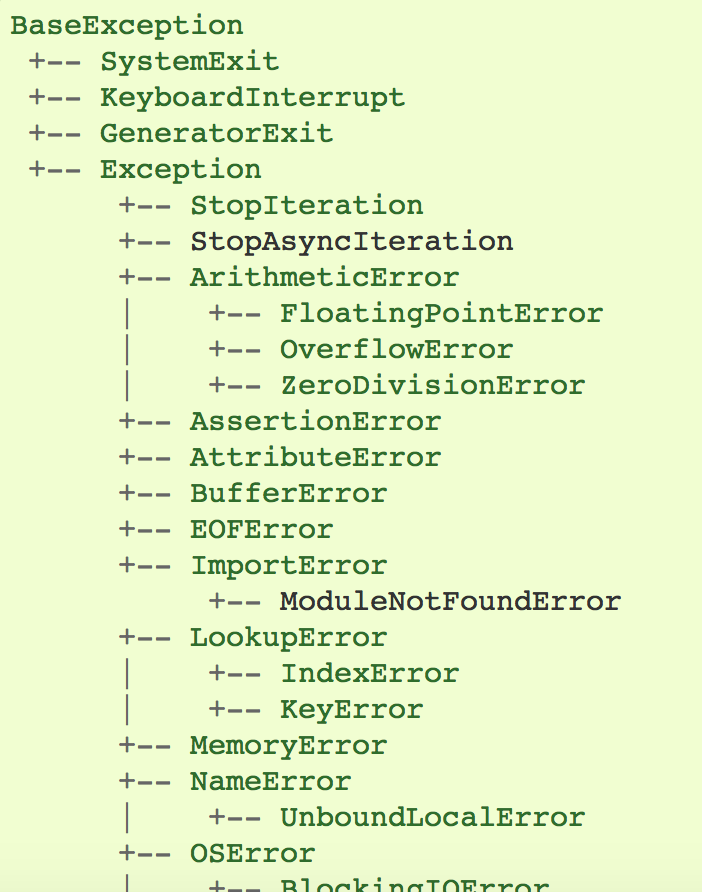 BaseException
 +-- SystemExit
 +-- KeyboardInterrupt
 +-- GeneratorExit
 +-- Exception
      +-- StopIteration
      +-- StopAsyncIteration
      +-- ArithmeticError
      |    +-- FloatingPointError
      |    +-- OverflowError
      |    +-- ZeroDivisionError
      +-- AssertionError
      +-- AttributeError
      +-- BufferError
      +-- EOFError
      +-- ImportError
           +-- ModuleNotFoundError
      +-- LookupError
      |    +-- IndexError
      |    +-- KeyError
      +-- MemoryError
      +-- NameError
      |    +-- UnboundLocalError
      +-- OSError
      |    +-- BlockingIOError